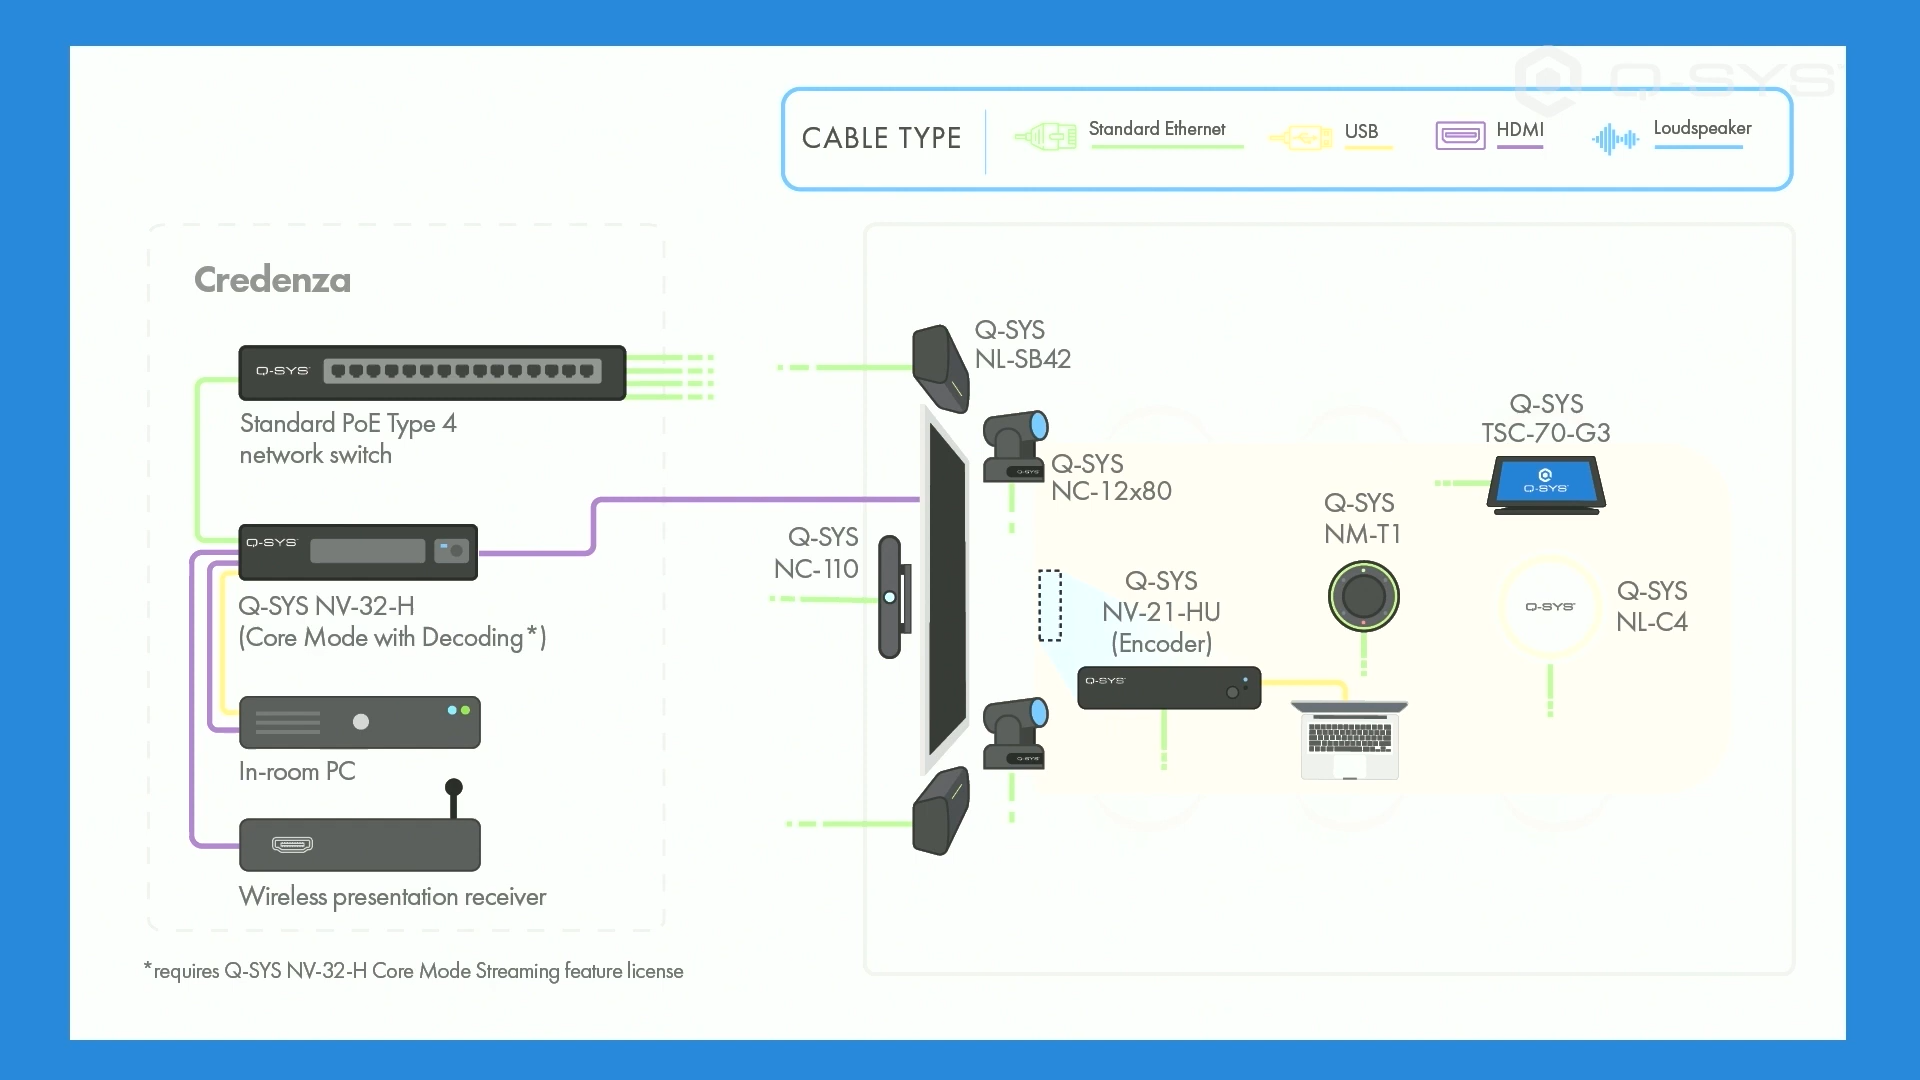 Q-SYS
CABLE TYPE
Standard Ethernet
USB
HDMI
Loudspeaker
Credenza
Q-SYS
Standard PoE Type 4
network switch
Q-SYS
Q-SYS NV-32-H
(Core Mode with Decoding*)
In-room PC
Wireless presentation receiver
*requires Q-SYS NV-32-H Core Mode Streaming feature license
Q-SYS
NL-SB42
Q-SYS
Q-SYS
NC-12x80
Q-SYS
NC-110
Q-SYS
NV-21-HU
(Encoder)
Q-SYS
Q-SYS
Q-SYS
NM-T1
Q-SYS
TSC-70-G3
Q-SYS
Q-SYS
Q-SYS
NL-C4